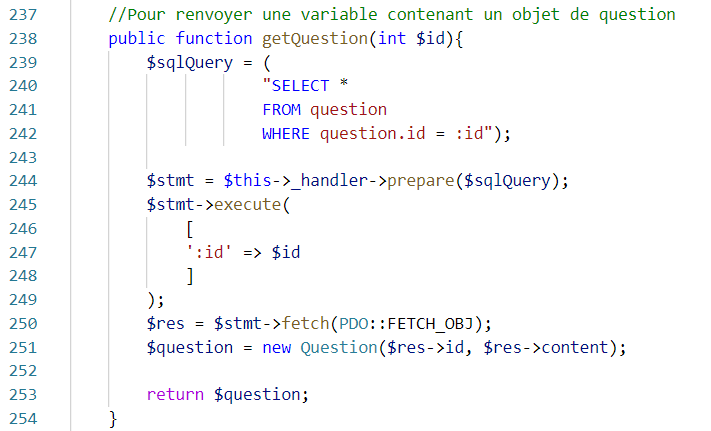 237 //Pour renvoyer une variable contenant un objet de question
238 public function getQuestion(int $id){
239 $sqlQuery = (
240 "SELECT *
241 FROM question
242 WHERE question.id = :id");
243
244 $stmt = $this->_handler->prepare($sqlQuery);
245 $stmt->execute(
246 [
247 ':id' => $id
248 ]
249 );
250 $res = $stmt->fetch(PDO::FETCH_OBJ);
251 $question = new Question($res->id, $res->content);
252
253 return $question;
254 }